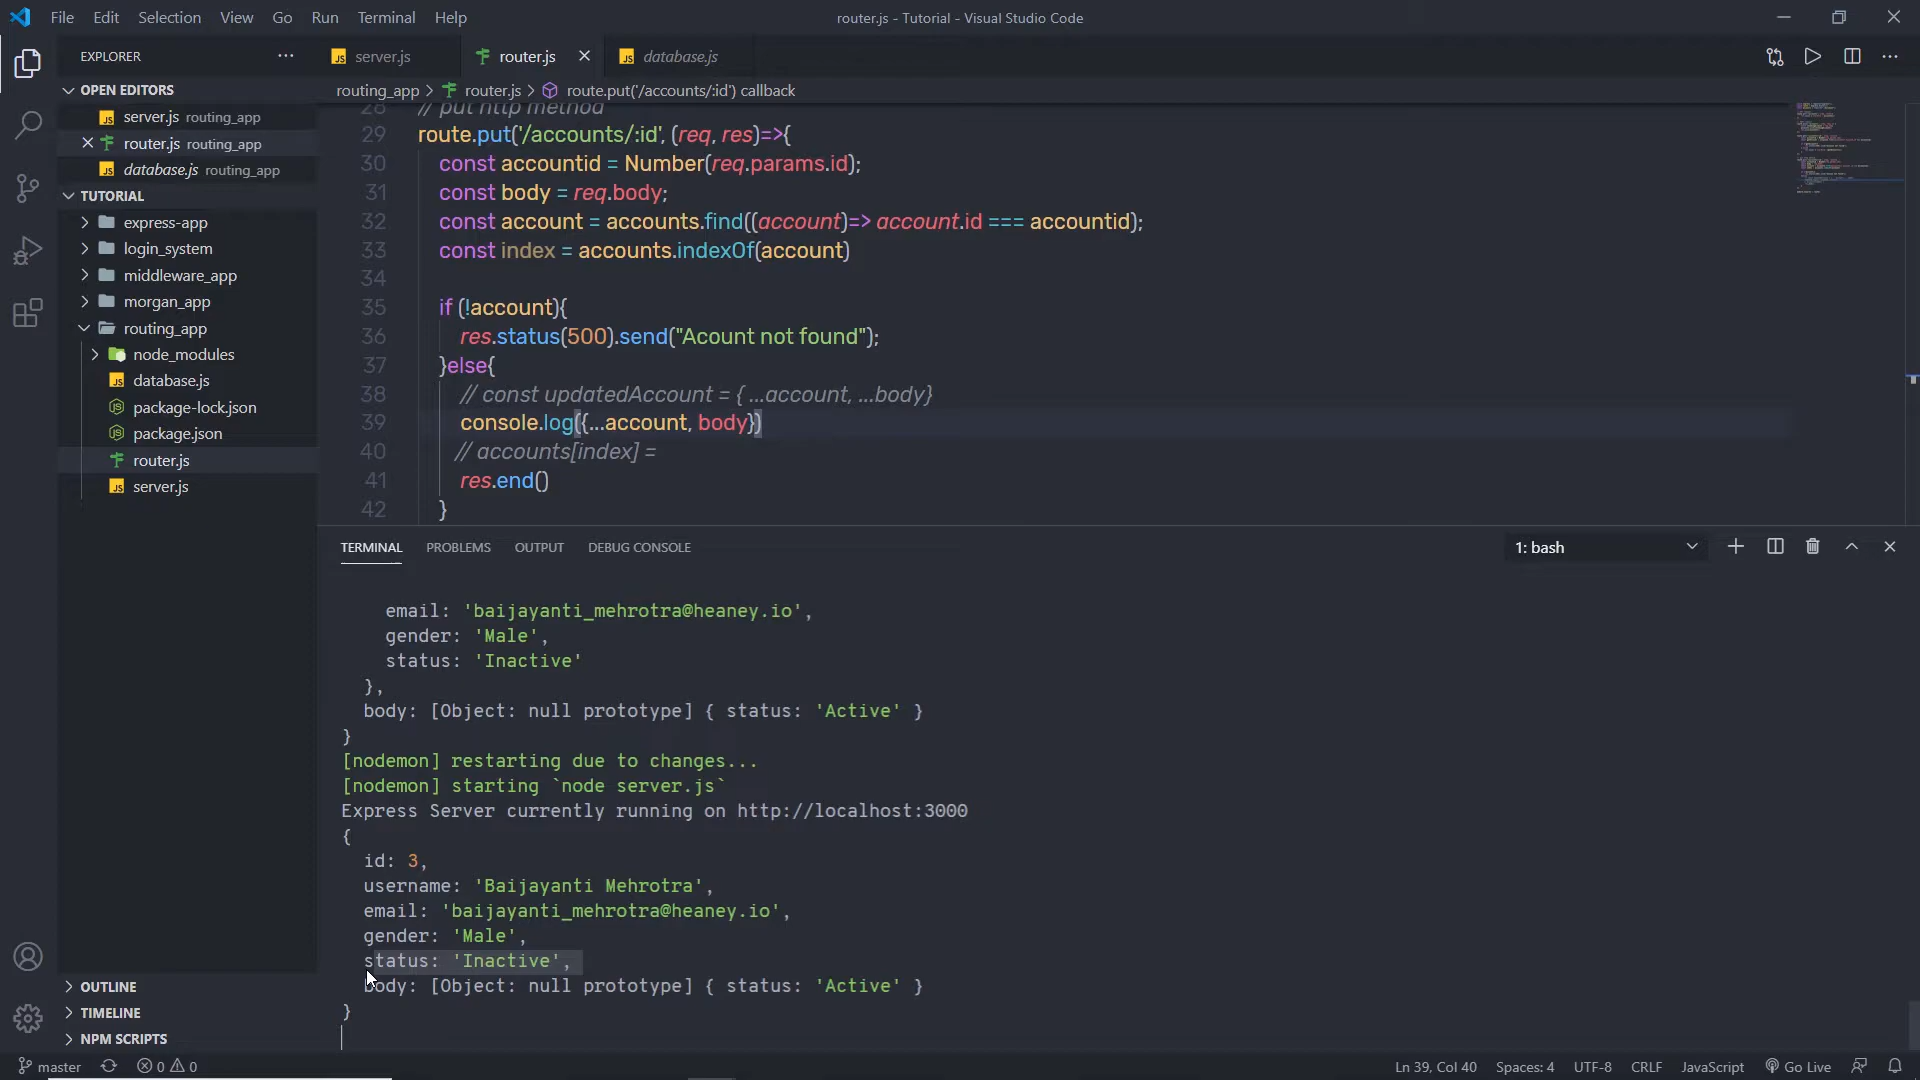 File Edit Selection View Go Run Terminal Help
router.js - Tutorial - Visual Studio Code
EXPLORER
server.js
router.js
database.js
OPEN EDITORS
server.js routing_app
router.js routing_app
database.js routing_app
TUTORIAL
express-app
login_system
middleware_app
morgan_app
routing_app
node_modules
database.js
package-lock.json
package.json
router.js
server.js
OUTLINE
TIMELINE
NPM SCRIPTS
routing_app > router.js > route.put('/accounts/:id') callback
28 // put http method
29 route.put('/accounts/:id', (req, res)=>{
30 const accountid = Number(req.params.id);
31 const body = req.body;
32 const account = accounts.find((account)=> account.id === accountid);
33 const index = accounts.indexOf(account)
34
35 if (!account){
36 res.status(500).send("Acount not found");
37 }else{
38 // const updatedAccount = { ...account, ...body}
39 console.log({...account, body})
40 // accounts[index] =
41 res.end()
42 }
TERMINAL PROBLEMS OUTPUT DEBUG CONSOLE
1: bash
email: 'baijayanti_mehrotra@heaney.io',
gender: 'Male',
status: 'Inactive'
},
body: [Object: null prototype] { status: 'Active' }
}
[nodemon] restarting due to changes...
[nodemon] starting `node server.js`
Express Server currently running on http://localhost:3000
{
id: 3,
username: 'Baijayanti Mehrotra',
email: 'baijayanti_mehrotra@heaney.io',
gender: 'Male',
status: 'Inactive',
body: [Object: null prototype] { status: 'Active' }
}
master 0 0
Ln 39, Col 40 Spaces: 4 UTF-8 CRLF JavaScript Go Live